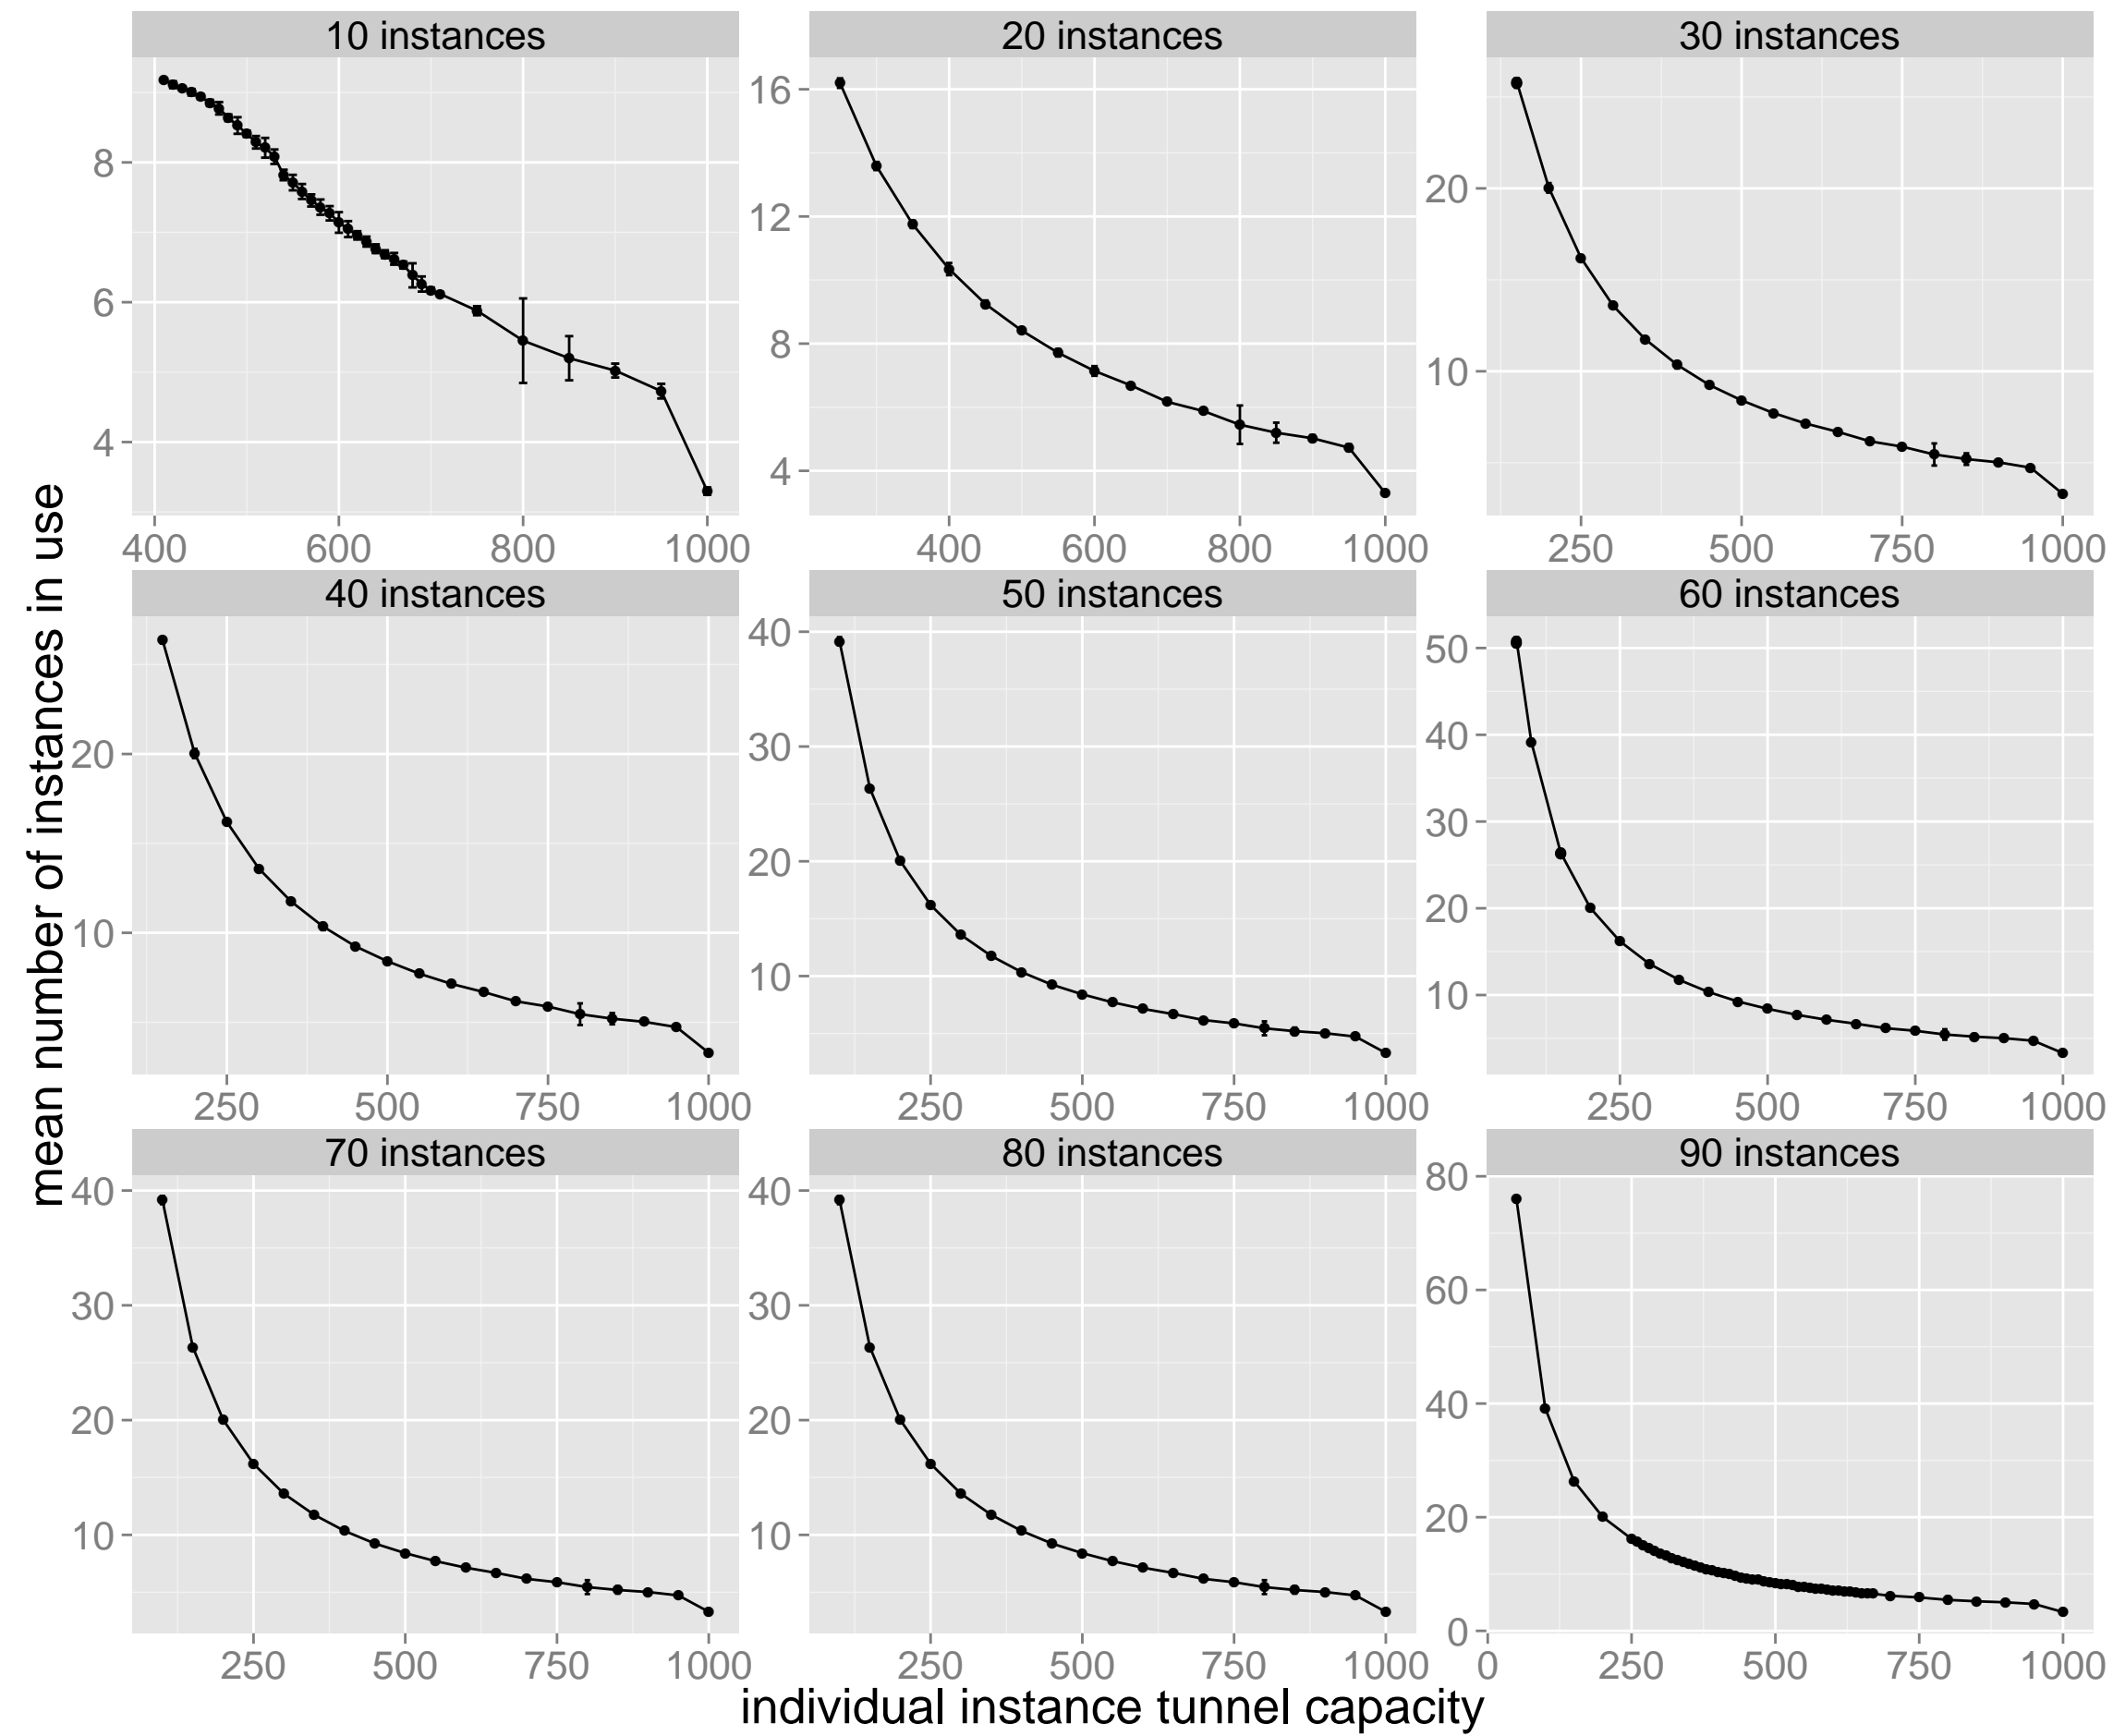 10 instances
20 instances
30 instances
8
6
4
16
12
8
4
20
10
400 600 800 1000
400 600 800 1000
250 500 750 1000
mean number of instances in use
40 instances
50 instances
60 instances
20
10
40
30
20
10
50
40
30
20
10
250 500 750 1000
250 500 750 1000
250 500 750 1000
70 instances
80 instances
90 instances
40
30
20
10
40
30
20
10
80
60
40
20
0
250 500 750 1000
250 500 750 1000
0 250 500 750 1000
individual instance tunnel capacity